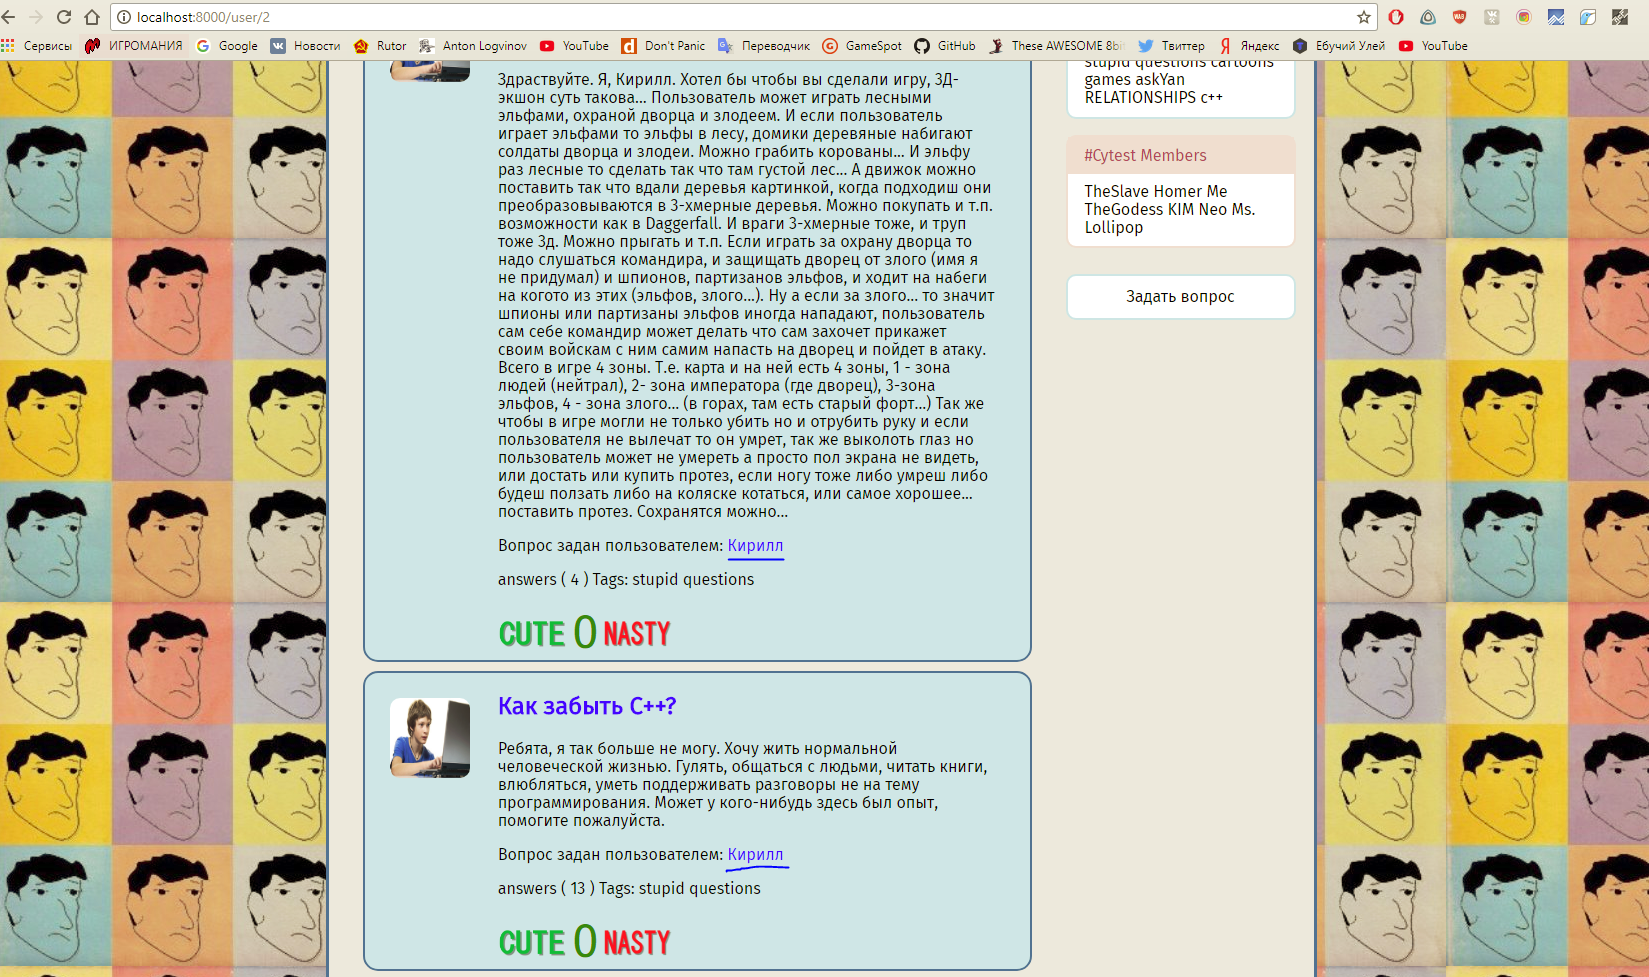 localhost:8000/user/2
Сервисы ИГРОМАНИЯ Google Новости Rutor Anton Logvinov YouTube Don't Panic Переводчик GameSpot GitHub These AWESOME 8bi Твиттер Яндекс Ебучий Улей YouTube
Здраствуйте. Я, Кирилл. Хотел бы чтобы вы сделали игру, 3Д-
экшон суть такова... Пользователь может играть лесными
эльфами, охраной дворца и злодеем. И если пользователь
играет эльфами то эльфы в лесу, домики деревяные набигают
солдаты дворца и злодеи. Можно грабить корованы... И эльфу
раз лесные то сделать так что там густой лес... А движок можно
поставить так что вдали деревья картинкой, когда подходиш они
преобразовываются в 3-хмерные деревья. Можно покупать и т.п.
возможности как в Daggerfall. И враги 3-хмерные тоже, и труп
тоже 3д. Можно прыгать и т.п. Если играть за охрану дворца то
надо слушаться командира, и защищать дворец от злого (имя я
не придумал) и шпионов, партизанов эльфов, и ходит на набеги
на когото из этих (эльфов, злого...). Ну а если за злого... то значит
шпионы или партизаны эльфов иногда нападают, пользователь
сам себе командир может делать что сам захочет прикажет
своим войскам с ним самим напасть на дворец и пойдет в атаку.
Всего в игре 4 зоны. Т.е. карта и на ней есть 4 зоны, 1 - зона
людей (нейтрал), 2- зона императора (где дворец), 3-зона
эльфов, 4 - зона злого... (в горах, там есть старый форт...) Так же
чтобы в игре могли не только убить но и отрубить руку и если
пользователя не вылечат то он умрет, так же выколоть глаз но
пользователь может не умереть а просто пол экрана не видеть,
или достать или купить протез, если ногу тоже либо умреш либо
будеш ползать либо на коляске котаться, или самое хорошее...
поставить протез. Сохранятся можно...
Вопрос задан пользователем: Кирилл
answers ( 4 ) Tags: stupid questions
CUTE 0 NASTY
Как забыть С++?
Ребята, я так больше не могу. Хочу жить нормальной
человеческой жизнью. Гулять, общаться с людьми, читать книги,
влюбляться, уметь поддерживать разговоры не на тему
программирования. Может у кого-нибудь здесь был опыт,
помогите пожалуйста.
Вопрос задан пользователем: Кирилл
answers ( 13 ) Tags: stupid questions
CUTE 0 NASTY
stupid questions cartoons
games askYan
RELATIONSHIPS c++
#Cytest Members
TheSlave Homer Me
TheGodess KIM Neo Ms.
Lollipop
Задать вопрос